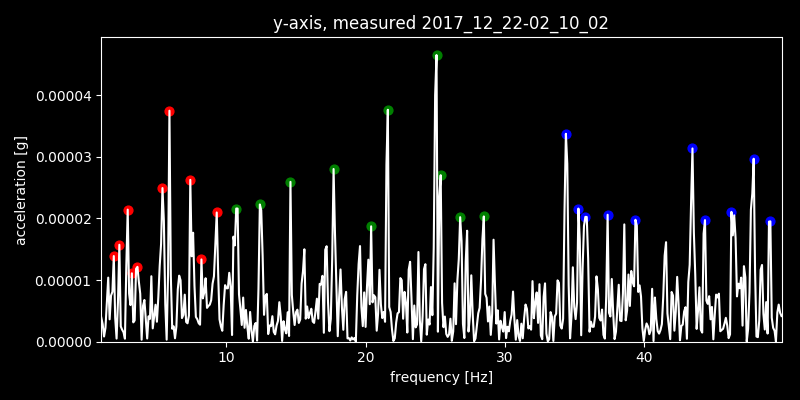 y-axis, measured 2017_12_22-02_10_02
acceleration [g]
0.00004
0.00003
0.00002
0.00001
0.00000
10 20 30 40
frequency [Hz]